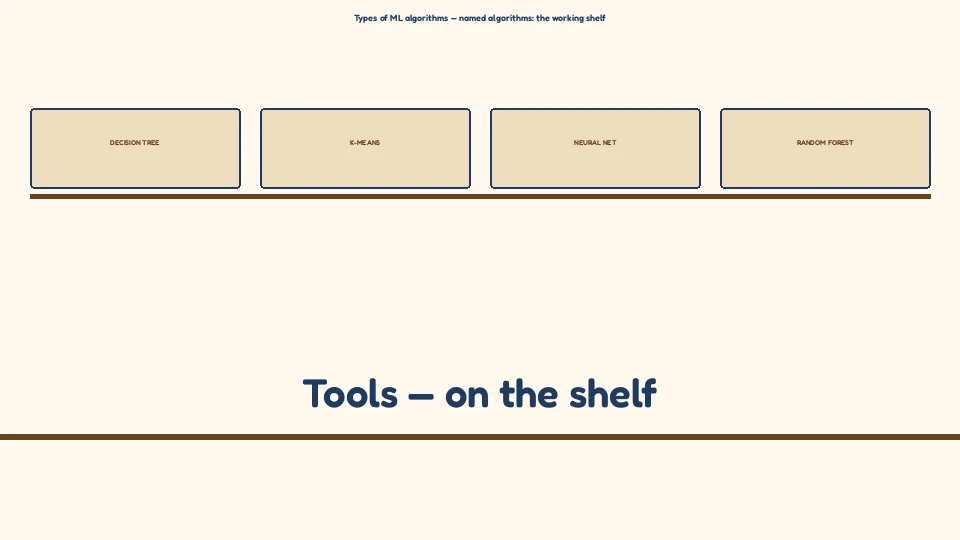 Types of ML algorithms — named algorithms: the working shelf
DECISION TREE
K-MEANS
NEURAL NET
RANDOM FOREST
Tools — on the shelf